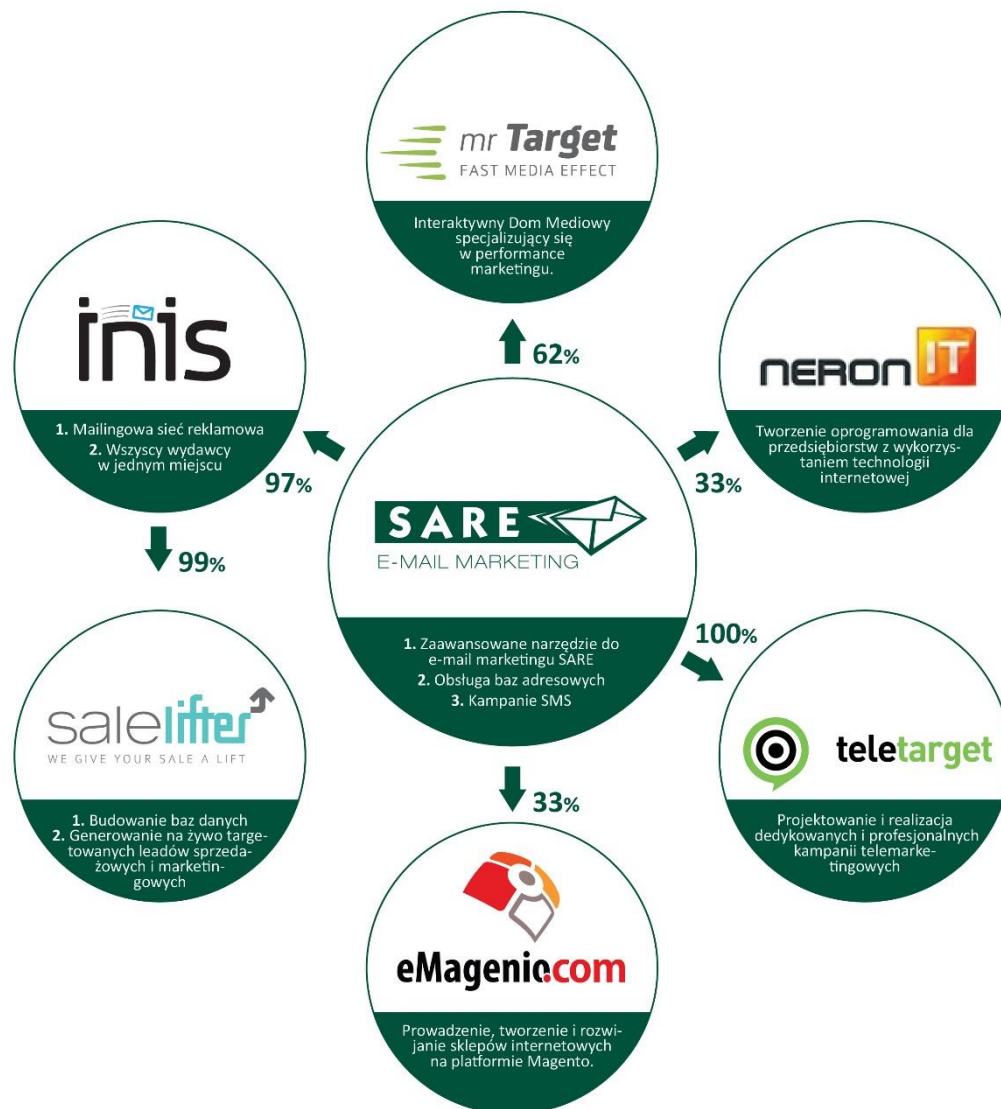 mr Target
FAST MEDIA EFFECT
Interaktywny Dom Mediowy
specjalizujący się
w performance
marketingu.
62%
inis
1. Mailingowa sieć reklamowa
2. Wszyscy wydawcy
w jednym miejscu
97%
NERON IT
Tworzenie oprogramowania dla
przedsiębiorstw z wykorzys-
taniem technologii
internetowej
33%
SARE
E-MAIL MARKETING
1. Zaawansowane narzędzie do
e-mail marketingu SARE
2. Obsługa baz adresowych
3. Kampanie SMS
99%
100%
salelifter
WE GIVE YOUR SALE A LIFT
1. Budowanie baz danych
2. Generowanie na żywo targe-
towanych leadów sprzeda-
żowych i marketin-
gowych
teletarget
Projektowanie i realizacja
dedykowanych i profesjonalnych
kampanii telemarke-
tingowych
33%
eMagenio.com
Prowadzenie, tworzenie i rozwi-
janie sklepów internetowych
na platformie Magento.